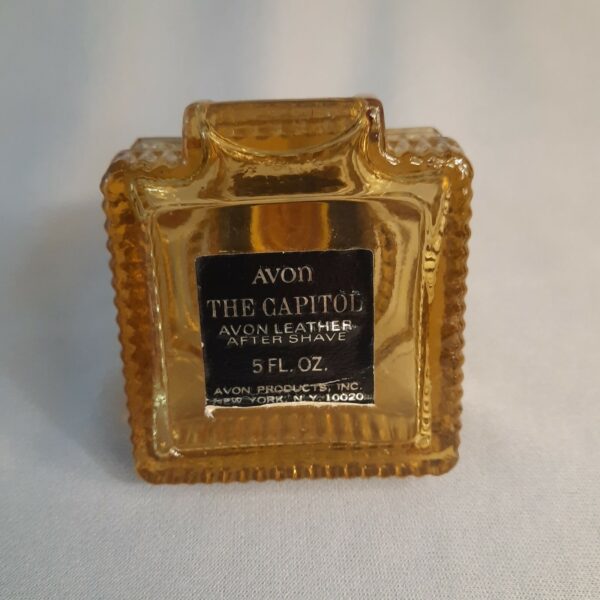 AVON
THE CAPITOL
AVON LEATHER
AFTER SHAVE
5 FL. OZ.
AVON PRODUCTS, INC.
NEW YORK, N.Y. 10020